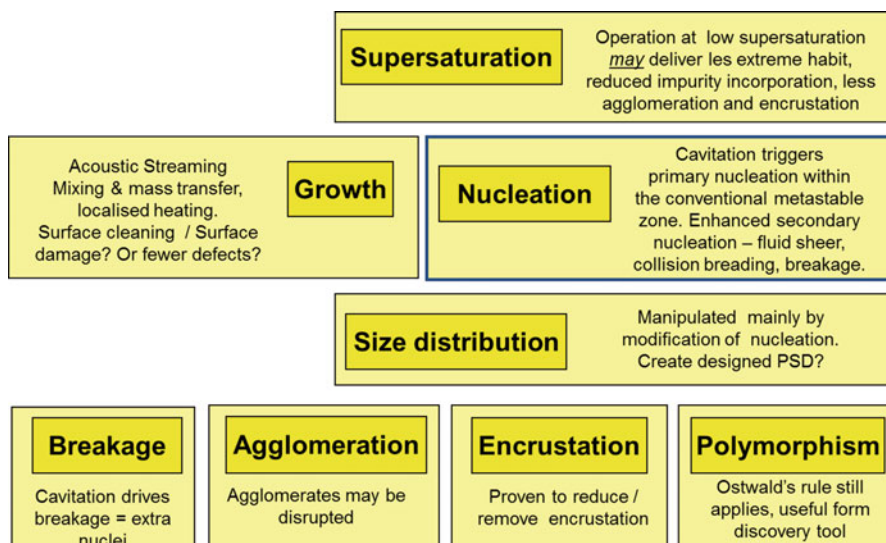 Supersaturation
Operation at low supersaturation
may deliver les extreme habit,
reduced impurity incorporation, less
agglomeration and encrustation
Acoustic Streaming
Mixing & mass transfer,
localised heating.
Surface cleaning / Surface
damage? Or fewer defects?
Growth
Nucleation
Cavitation triggers
primary nucleation within
the conventional metastable
zone. Enhanced secondary
nucleation – fluid sheer,
collision breading, breakage.
Size distribution
Manipulated mainly by
modification of nucleation.
Create designed PSD?
Breakage
Cavitation drives
breakage = extra
nuclei
Agglomeration
Agglomerates may be
disrupted
Encrustation
Proven to reduce /
remove encrustation
Polymorphism
Ostwald's rule still
applies, useful form
discovery tool